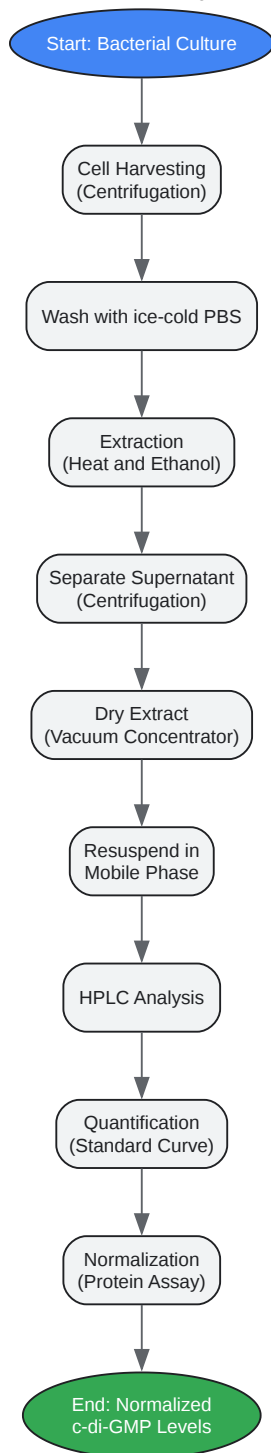 Start: Bacterial Culture
Cell Harvesting
(Centrifugation)
Wash with ice-cold PBS
Extraction
(Heat and Ethanol)
Separate Supernatant
(Centrifugation)
Dry Extract
(Vacuum Concentrator)
Resuspend in
Mobile Phase
HPLC Analysis
Quantification
(Standard Curve)
Normalization
(Protein Assay)
End: Normalized
c-di-GMP Levels